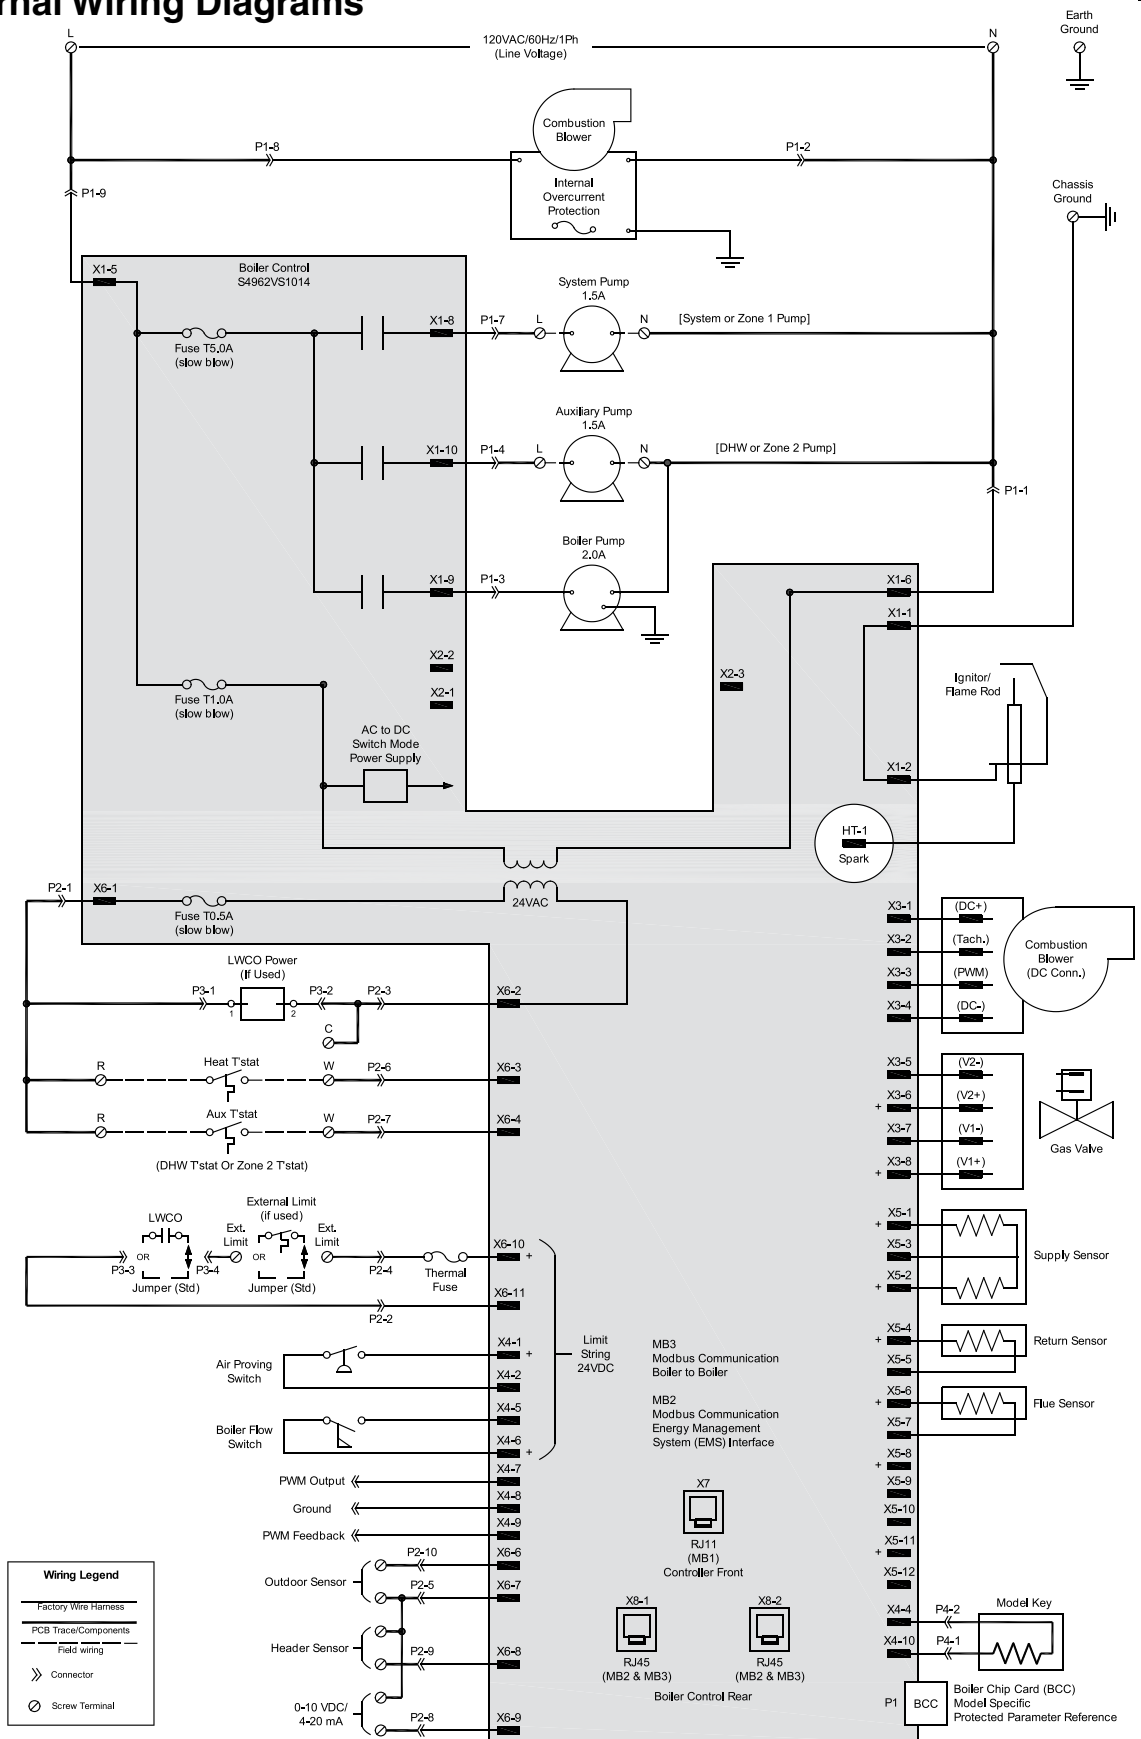 rnal Wiring Diagrams
L
120VAC/60Hz/1Ph
(Line Voltage)
N
Earth
Ground
Combustion
Blower
P1-8
P1-2
Internal
Overcurrent
Protection
P1-9
Chassis
Ground
X1-5
Boiler Control
S4962VS1014
System Pump
1.5A
X1-8
P1-7
L
N
[System or Zone 1 Pump]
Fuse T5.0A
(slow blow)
Auxiliary Pump
1.5A
X1-10
P1-4
L
N
[DHW or Zone 2 Pump]
P1-1
Boiler Pump
2.0A
X1-9
P1-3
X1-6
X1-1
X2-2
X2-1
X2-3
Ignitor/
Flame Rod
Fuse T1.0A
(slow blow)
AC to DC
Switch Mode
Power Supply
X1-2
HT-1
Spark
P2-1
X6-1
24VAC
Fuse T0.5A
(slow blow)
X3-1
(DC+)
X3-2
(Tach.)
X3-3
(PWM)
X3-4
(DC-)
Combustion
Blower
(DC Conn.)
LWCO Power
(If Used)
P3-1
1
2
P3-2
P2-3
X6-2
C
Heat T'stat
R
W
P2-6
X6-3
X3-5
(V2-)
X3-6
+
(V2+)
X3-7
(V1-)
X3-8
+
(V1+)
Gas Valve
Aux T'stat
R
W
P2-7
X6-4
(DHW T'stat Or Zone 2 T'stat)
External Limit
(if used)
LWCO
Ext.
Limit
Ext.
Limit
OR
OR
P3-3
P3-4
Jumper (Std)
Jumper (Std)
P2-4
Thermal
Fuse
X6-10
+
P2-2
X6-11
X5-1
+
X5-3
X5-2
+
Supply Sensor
X4-1
+
Air Proving
Switch
X4-2
Limit
String
24VDC
MB3
Modbus Communication
Boiler to Boiler
X5-4
+
X5-5
Return Sensor
X4-5
Boiler Flow
Switch
X4-6
+
MB2
Modbus Communication
Energy Management
System (EMS) Interface
X5-6
+
X5-7
Flue Sensor
X5-8
+
X5-9
X5-10
X5-11
+
X5-12
PWM Output
X4-7
Ground
X4-8
PWM Feedback
X4-9
X7
RJ11
(MB1)
Controller Front
P2-10
X6-6
Outdoor Sensor
P2-5
X6-7
Header Sensor
P2-9
X6-8
0-10 VDC/
4-20 mA
P2-8
X6-9
X8-1
RJ45
(MB2 & MB3)
X8-2
RJ45
(MB2 & MB3)
Boiler Control Rear
X4-4
P4-2
Model Key
X4-10
P4-1
P1
BCC
Boiler Chip Card (BCC)
Model Specific
Protected Parameter Reference
Wiring Legend
Factory Wire Harness
PCB Trace/Components
Field wiring
Connector
Screw Terminal